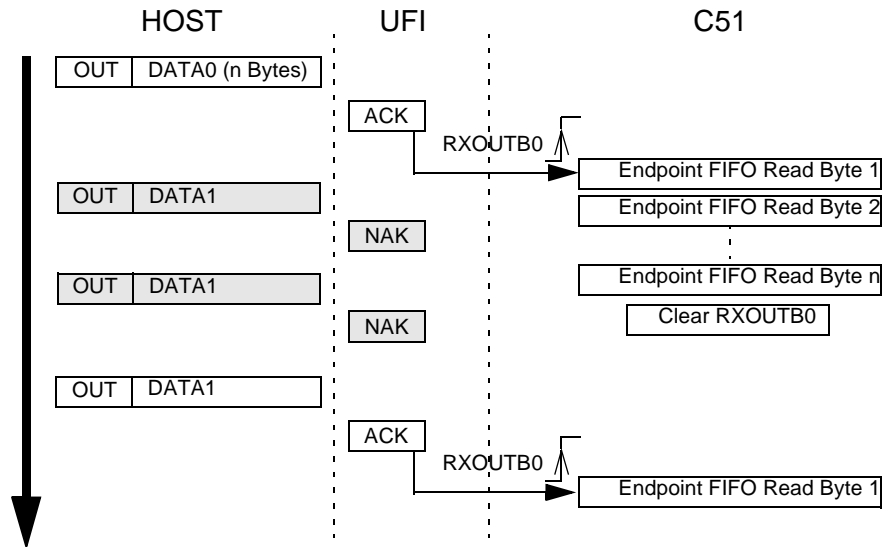 HOST UFI C51
OUT DATA0 (n Bytes)
ACK
RXOUTB0
Endpoint FIFO Read Byte 1
OUT DATA1
Endpoint FIFO Read Byte 2
NAK
OUT DATA1
Endpoint FIFO Read Byte n
NAK
Clear RXOUTB0
OUT DATA1
ACK
RXOUTB0
Endpoint FIFO Read Byte 1